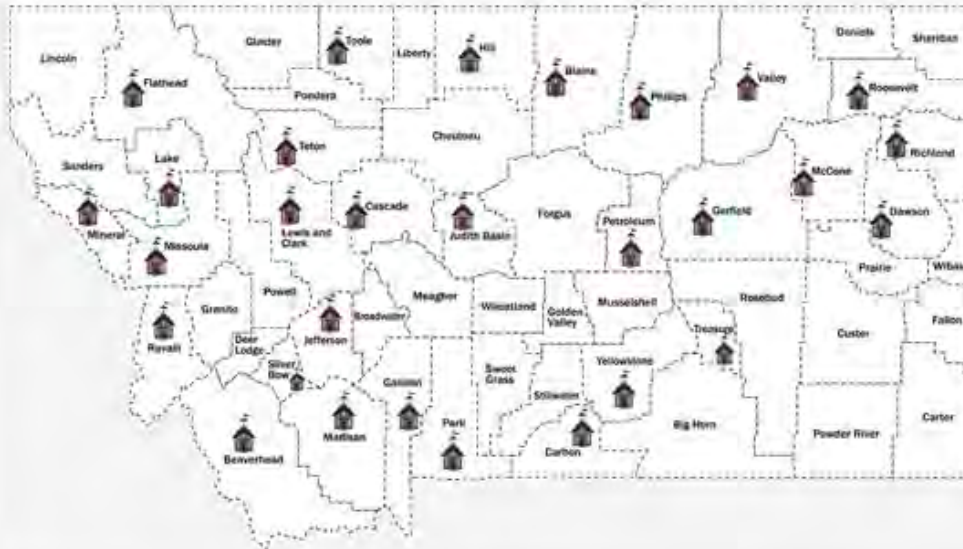 Lincoln
Flathead
Glacier
Toole
Liberty
Hill
Blaine
Phillips
Valley
Daniels
Sheridan
Roosevelt
Pondera
Chouteau
Teton
Sanders
Lake
Richland
McCone
Mineral
Missoula
Lewis and
Clark
Cascade
Judith Basin
Fergus
Petroleum
Garfield
Dawson
Prairie
Wibau
Powell
Granite
Meagher
Broadwater
Wheatland
Golden
Valley
Musselshell
Rosebud
Custer
Fallon
Ravalli
Deer
Lodge
Jefferson
Silver
Bow
Gallatin
Sweet
Grass
Stillwater
Yellowstone
Treasure
Beaverhead
Madison
Park
Carbon
Big Horn
Powder River
Carter